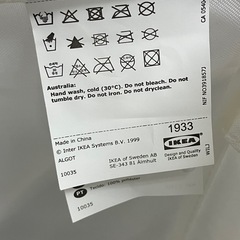 Australia:
Hand wash, cold (30°C). Do not bleach. Do not
tumble dry. Do not iron. Do not dryclean.
Made in China
© Inter IKEA Systems B.V. 1999
ALGOT
10035
IKEA of Sweden AB
SE-343 81 Älmhult
1933
IKEA
Design and Quality
IKEA of Sweden
PT
10035